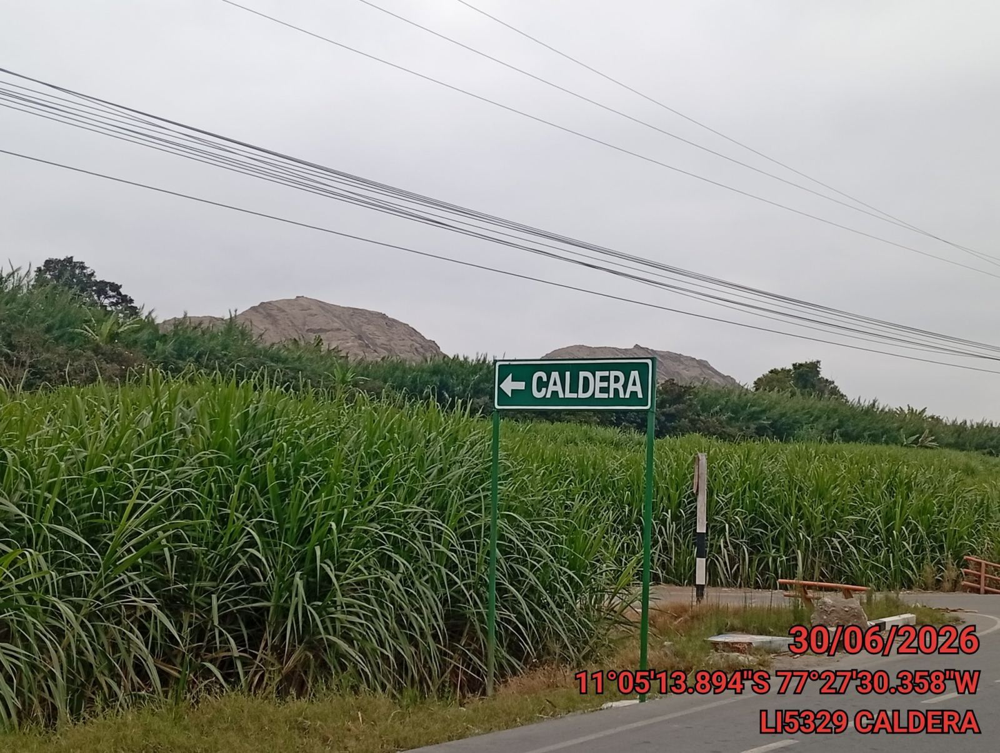 ← CALDERA
30/06/2026
11°05'13.894"S 77°27'30.358"W
LI5329 CALDERA